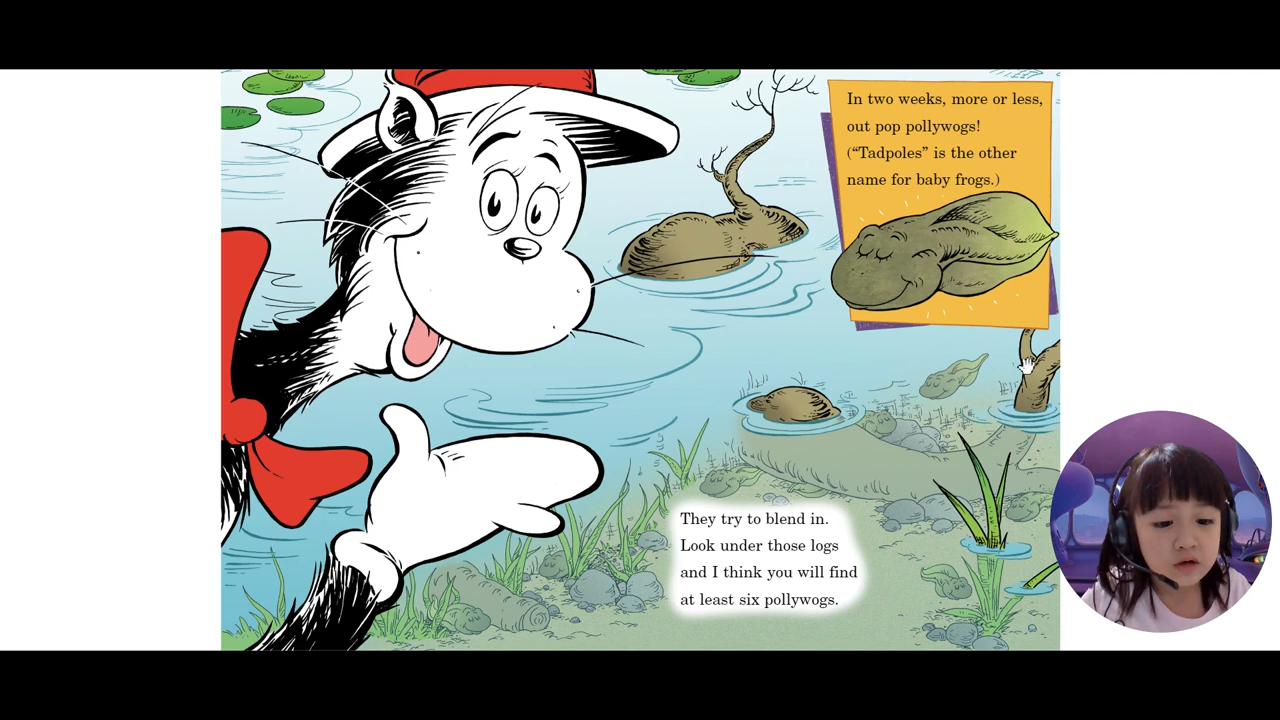 In two weeks, more or less,
out pop pollywogs!
(“Tadpoles” is the other
name for baby frogs.)
They try to blend in.
Look under those logs
and I think you will find
at least six pollywogs.